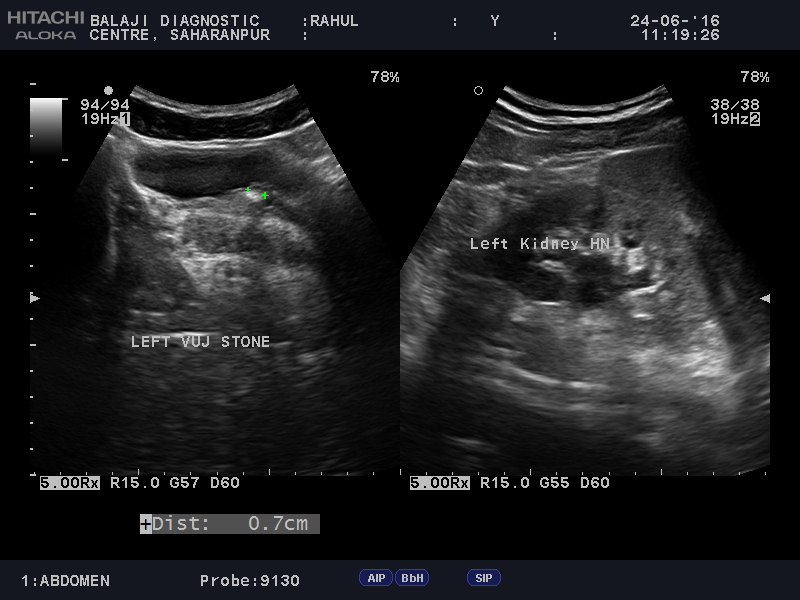 HITACHI BALAJI DIAGNOSTIC :RAHUL : Y 24-06-'16
ALOKA CENTRE, SAHARANPUR : : 11:19:26
78% 78%
94/94 38/38
19Hz1 19Hz2
Left Kidney HN
LEFT VUJ STONE
5.00Rx R15.0 G57 D60 5.00Rx R15.0 G55 D60
+Dist: 0.7cm
1:ABDOMEN Probe:9130 AIP BbH SIP